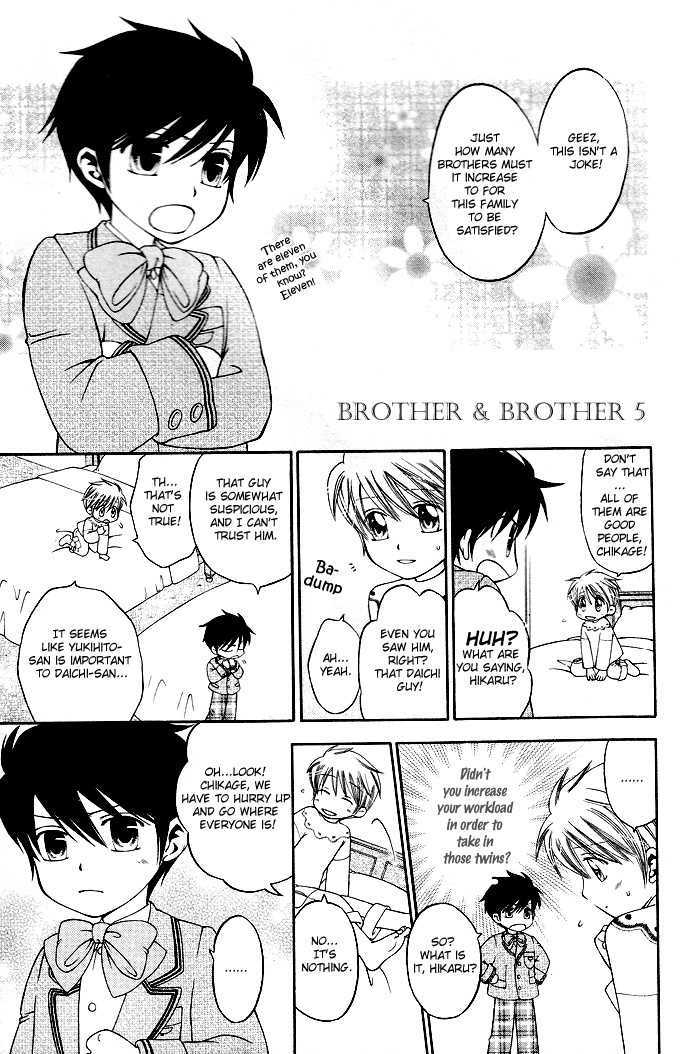 GEEZ,
THIS ISN'T A
JOKE!
JUST
HOW MANY
BROTHERS MUST
IT INCREASE
TO FOR
THIS FAMILY
TO BE
SATISFIED?
There
are eleven
of them, you
know?
Eleven!
BROTHER & BROTHER 5
DON'T
SAY THAT
...
ALL OF
THEM ARE
GOOD
PEOPLE,
CHIKAGE!
HUH?
WHAT ARE
YOU SAYING,
HIKARU?
EVEN YOU
SAW HIM,
RIGHT?
THAT DAICHI
GUY!
Ba-
dump
AH...
YEAH.
THAT GUY
IS SOMEWHAT
SUSPICIOUS,
AND I CAN'T
TRUST HIM.
TH...
THAT'S
NOT
TRUE!
IT SEEMS
LIKE YUKIHITO-
SAN IS IMPORTANT
TO DAICHI-SAN...
......
Didn't
you increase
your workload
in order to
take in
those twins?
SO?
WHAT IS
IT, HIKARU?
NO...
IT'S
NOTHING.
OH...LOOK!
CHIKAGE, WE
HAVE TO HURRY UP
AND GO WHERE
EVERYONE IS!
......